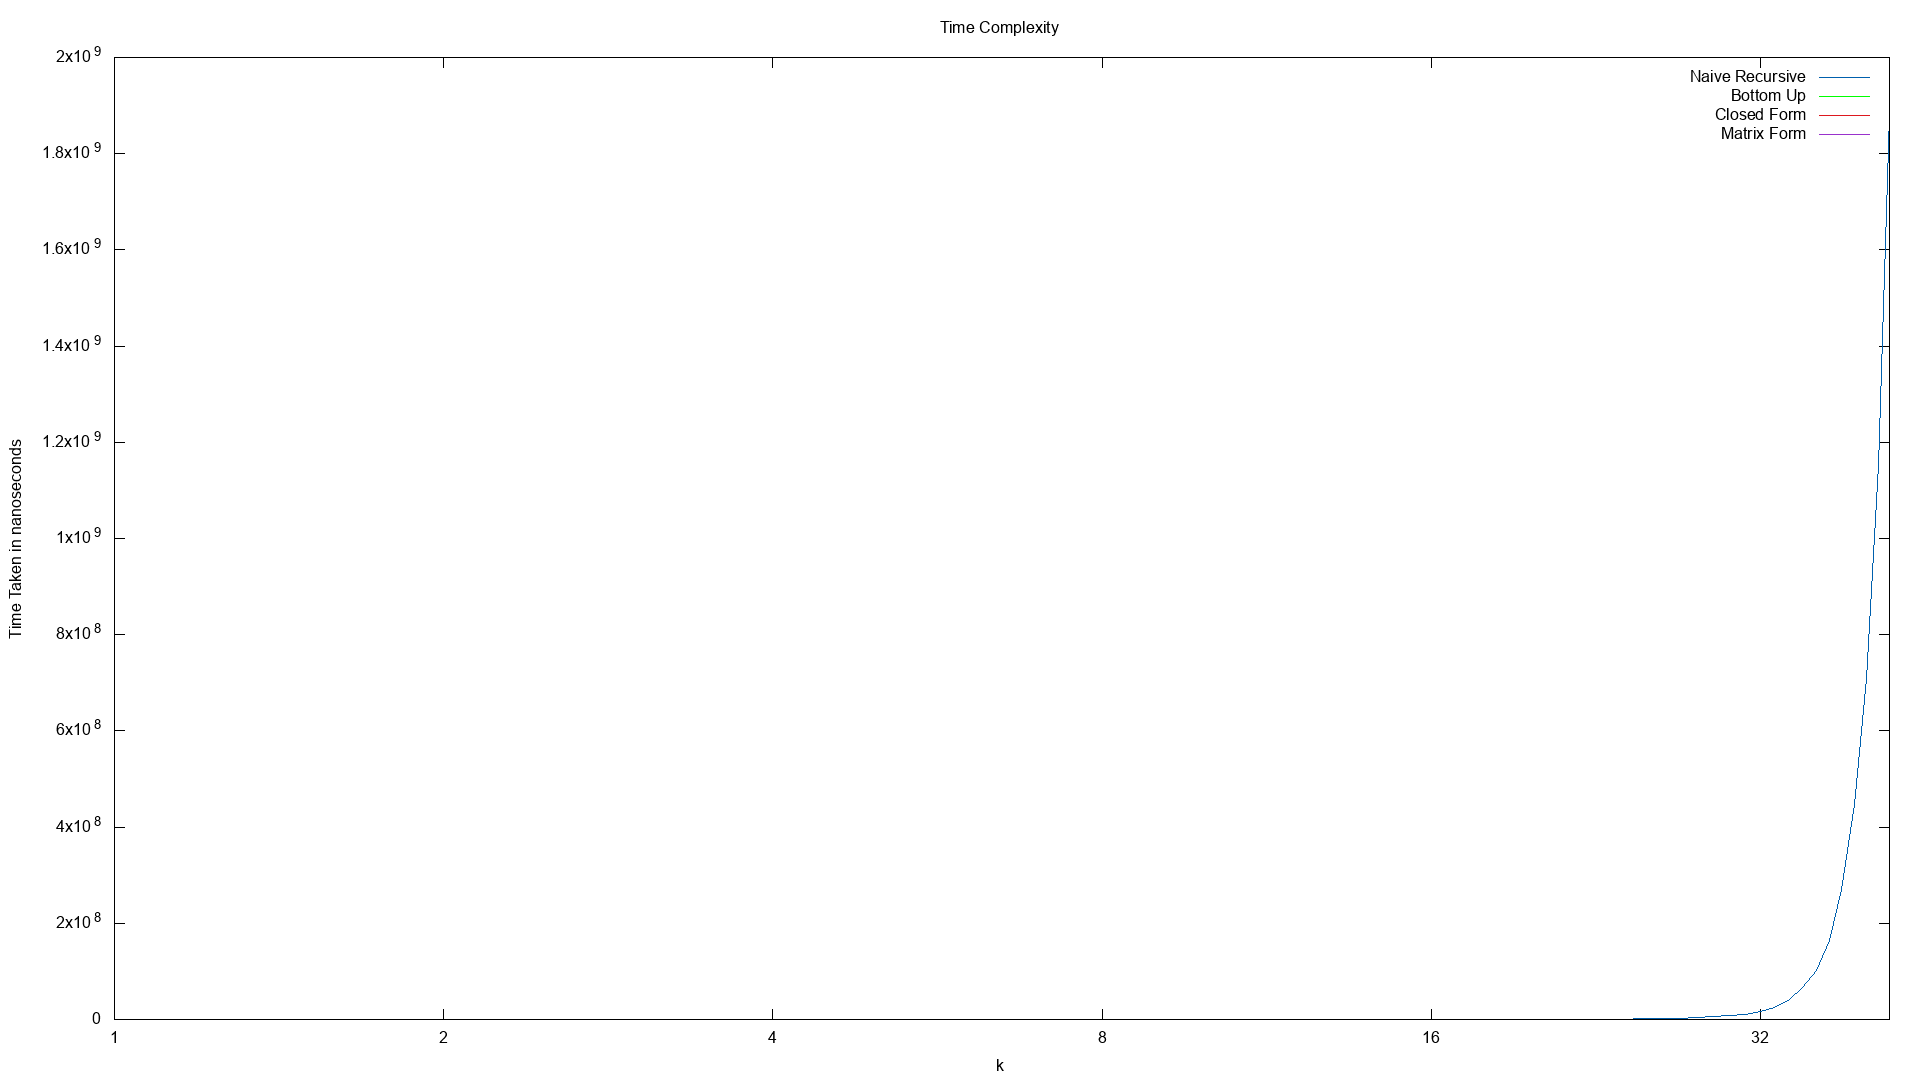 Time Complexity
2x10^9
1.8x10^9
1.6x10^9
1.4x10^9
1.2x10^9
1x10^9
8x10^8
6x10^8
4x10^8
2x10^8
0
Time Taken in nanoseconds
Naive Recursive
Bottom Up
Closed Form
Matrix Form
1 2 4 8 16 32
k